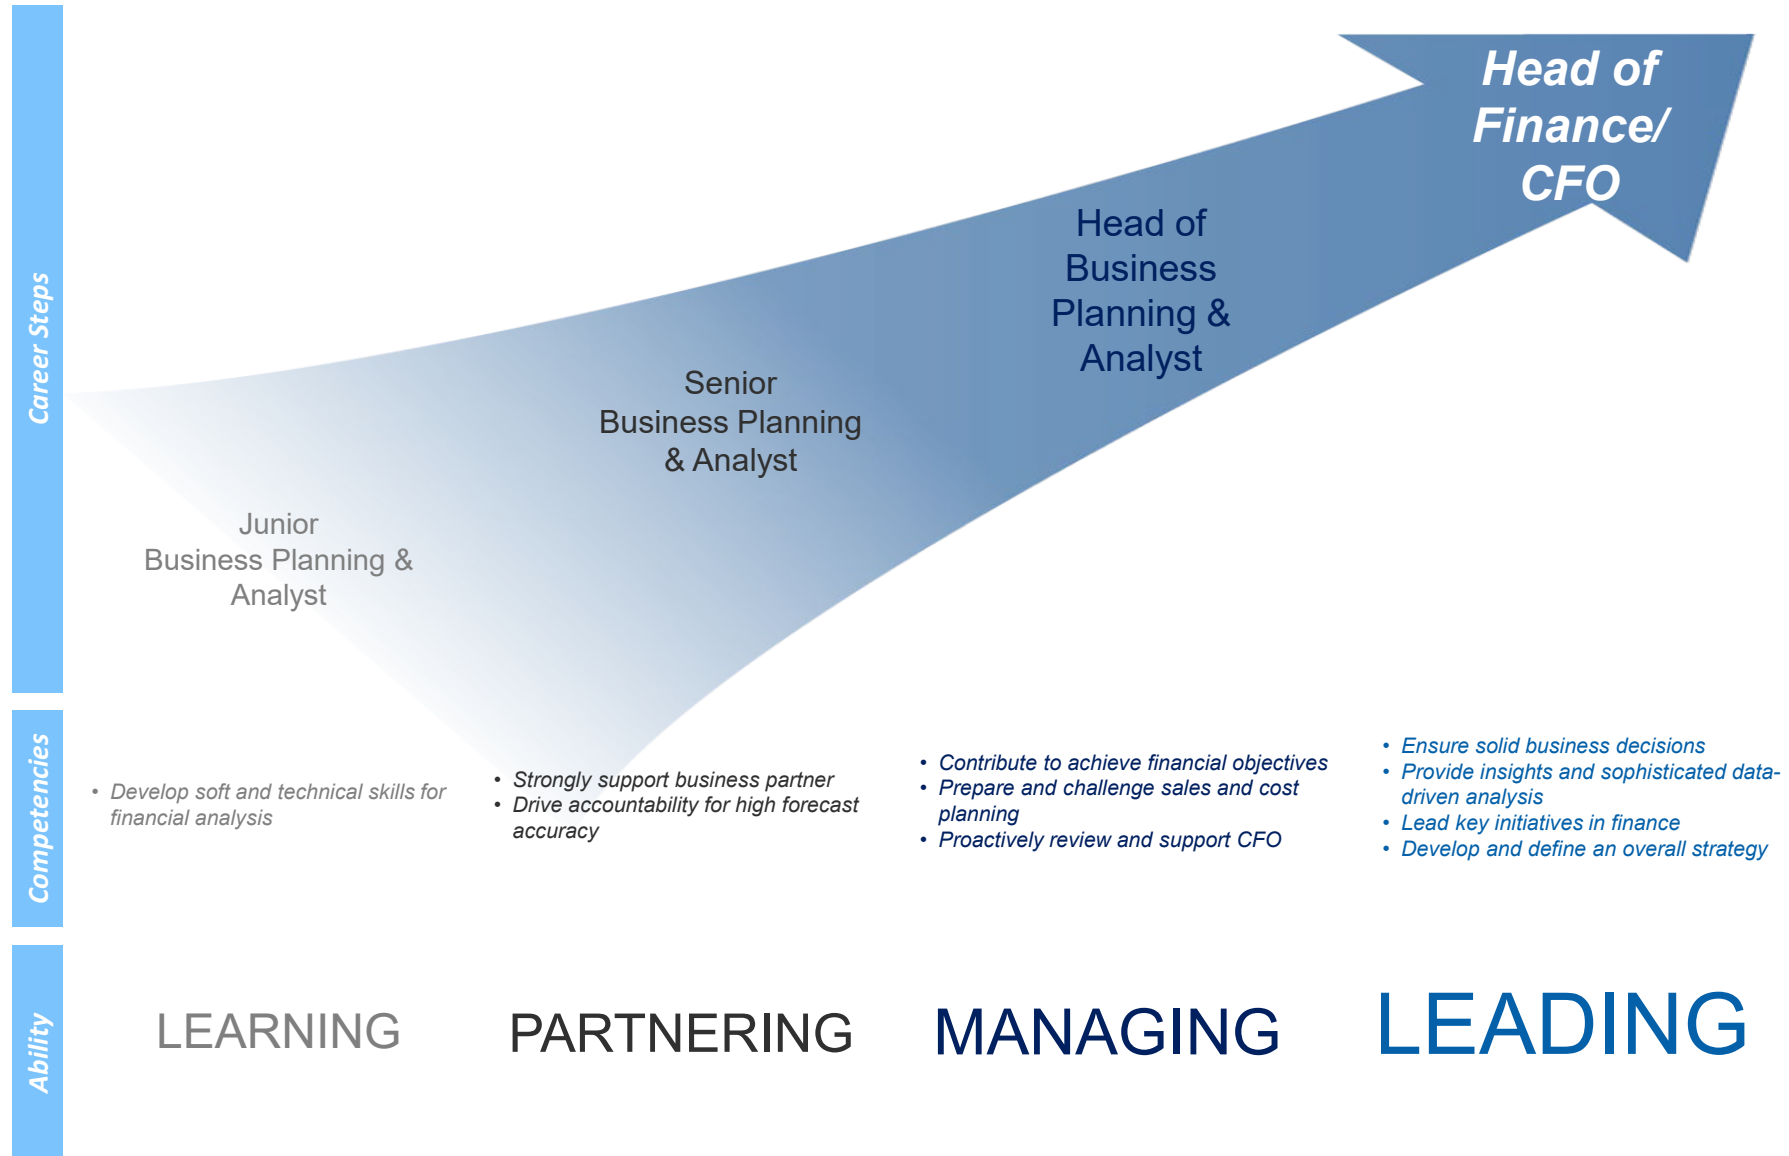 Career Steps
Head of
Finance/
CFO
Head of
Business
Planning &
Analyst
Senior
Business Planning
& Analyst
Junior
Business Planning &
Analyst
Competencies
• Develop soft and technical skills for
financial analysis
• Strongly support business partner
• Drive accountability for high forecast
accuracy
• Contribute to achieve financial objectives
• Prepare and challenge sales and cost
planning
• Proactively review and support CFO
• Ensure solid business decisions
• Provide insights and sophisticated data-
driven analysis
• Lead key initiatives in finance
• Develop and define an overall strategy
Ability
LEARNING
PARTNERING
MANAGING
LEADING